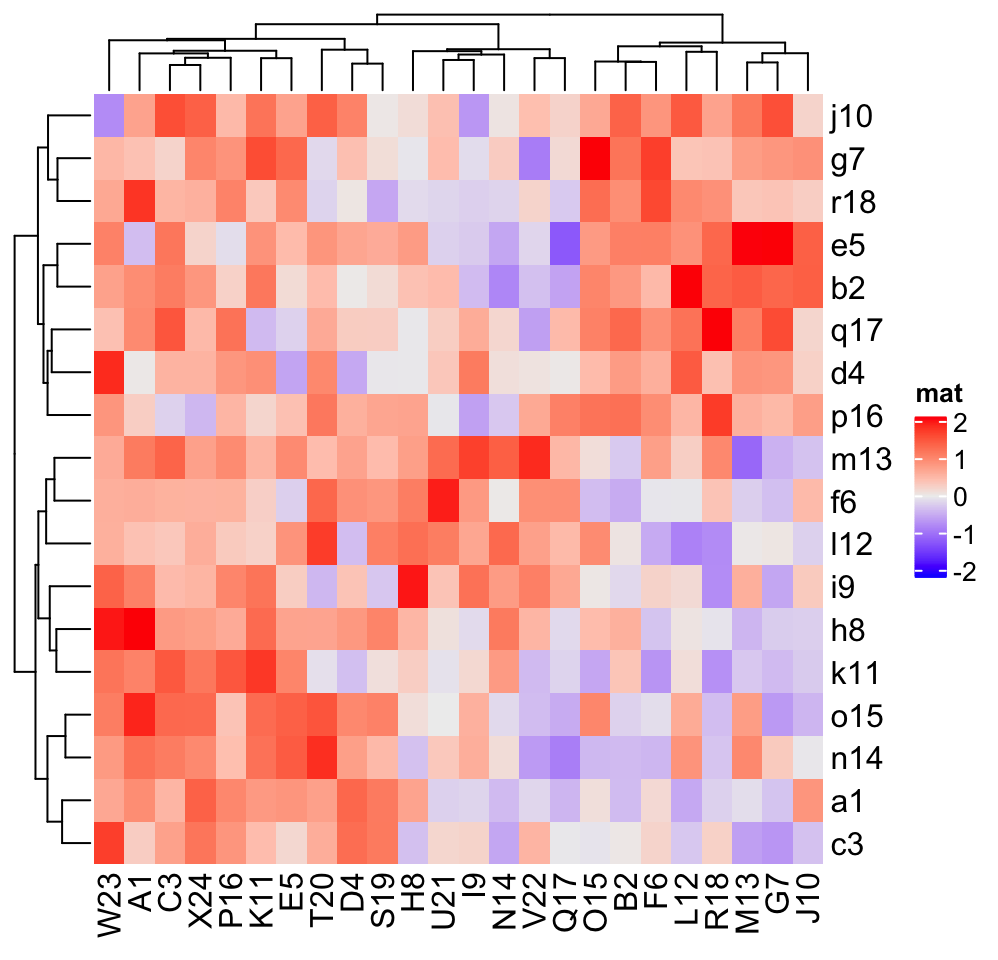 j10
g7
r18
e5
b2
q17
d4
p16
m13
f6
l12
i9
h8
k11
o15
n14
a1
c3
mat
2
1
0
-1
-2
W23 A1 C3 X24 P16 K11 E5 T20 D4 S19 H8 U21 I9 N14 V22 Q17 O15 B2 F6 L12 R18 M13 G7 J10